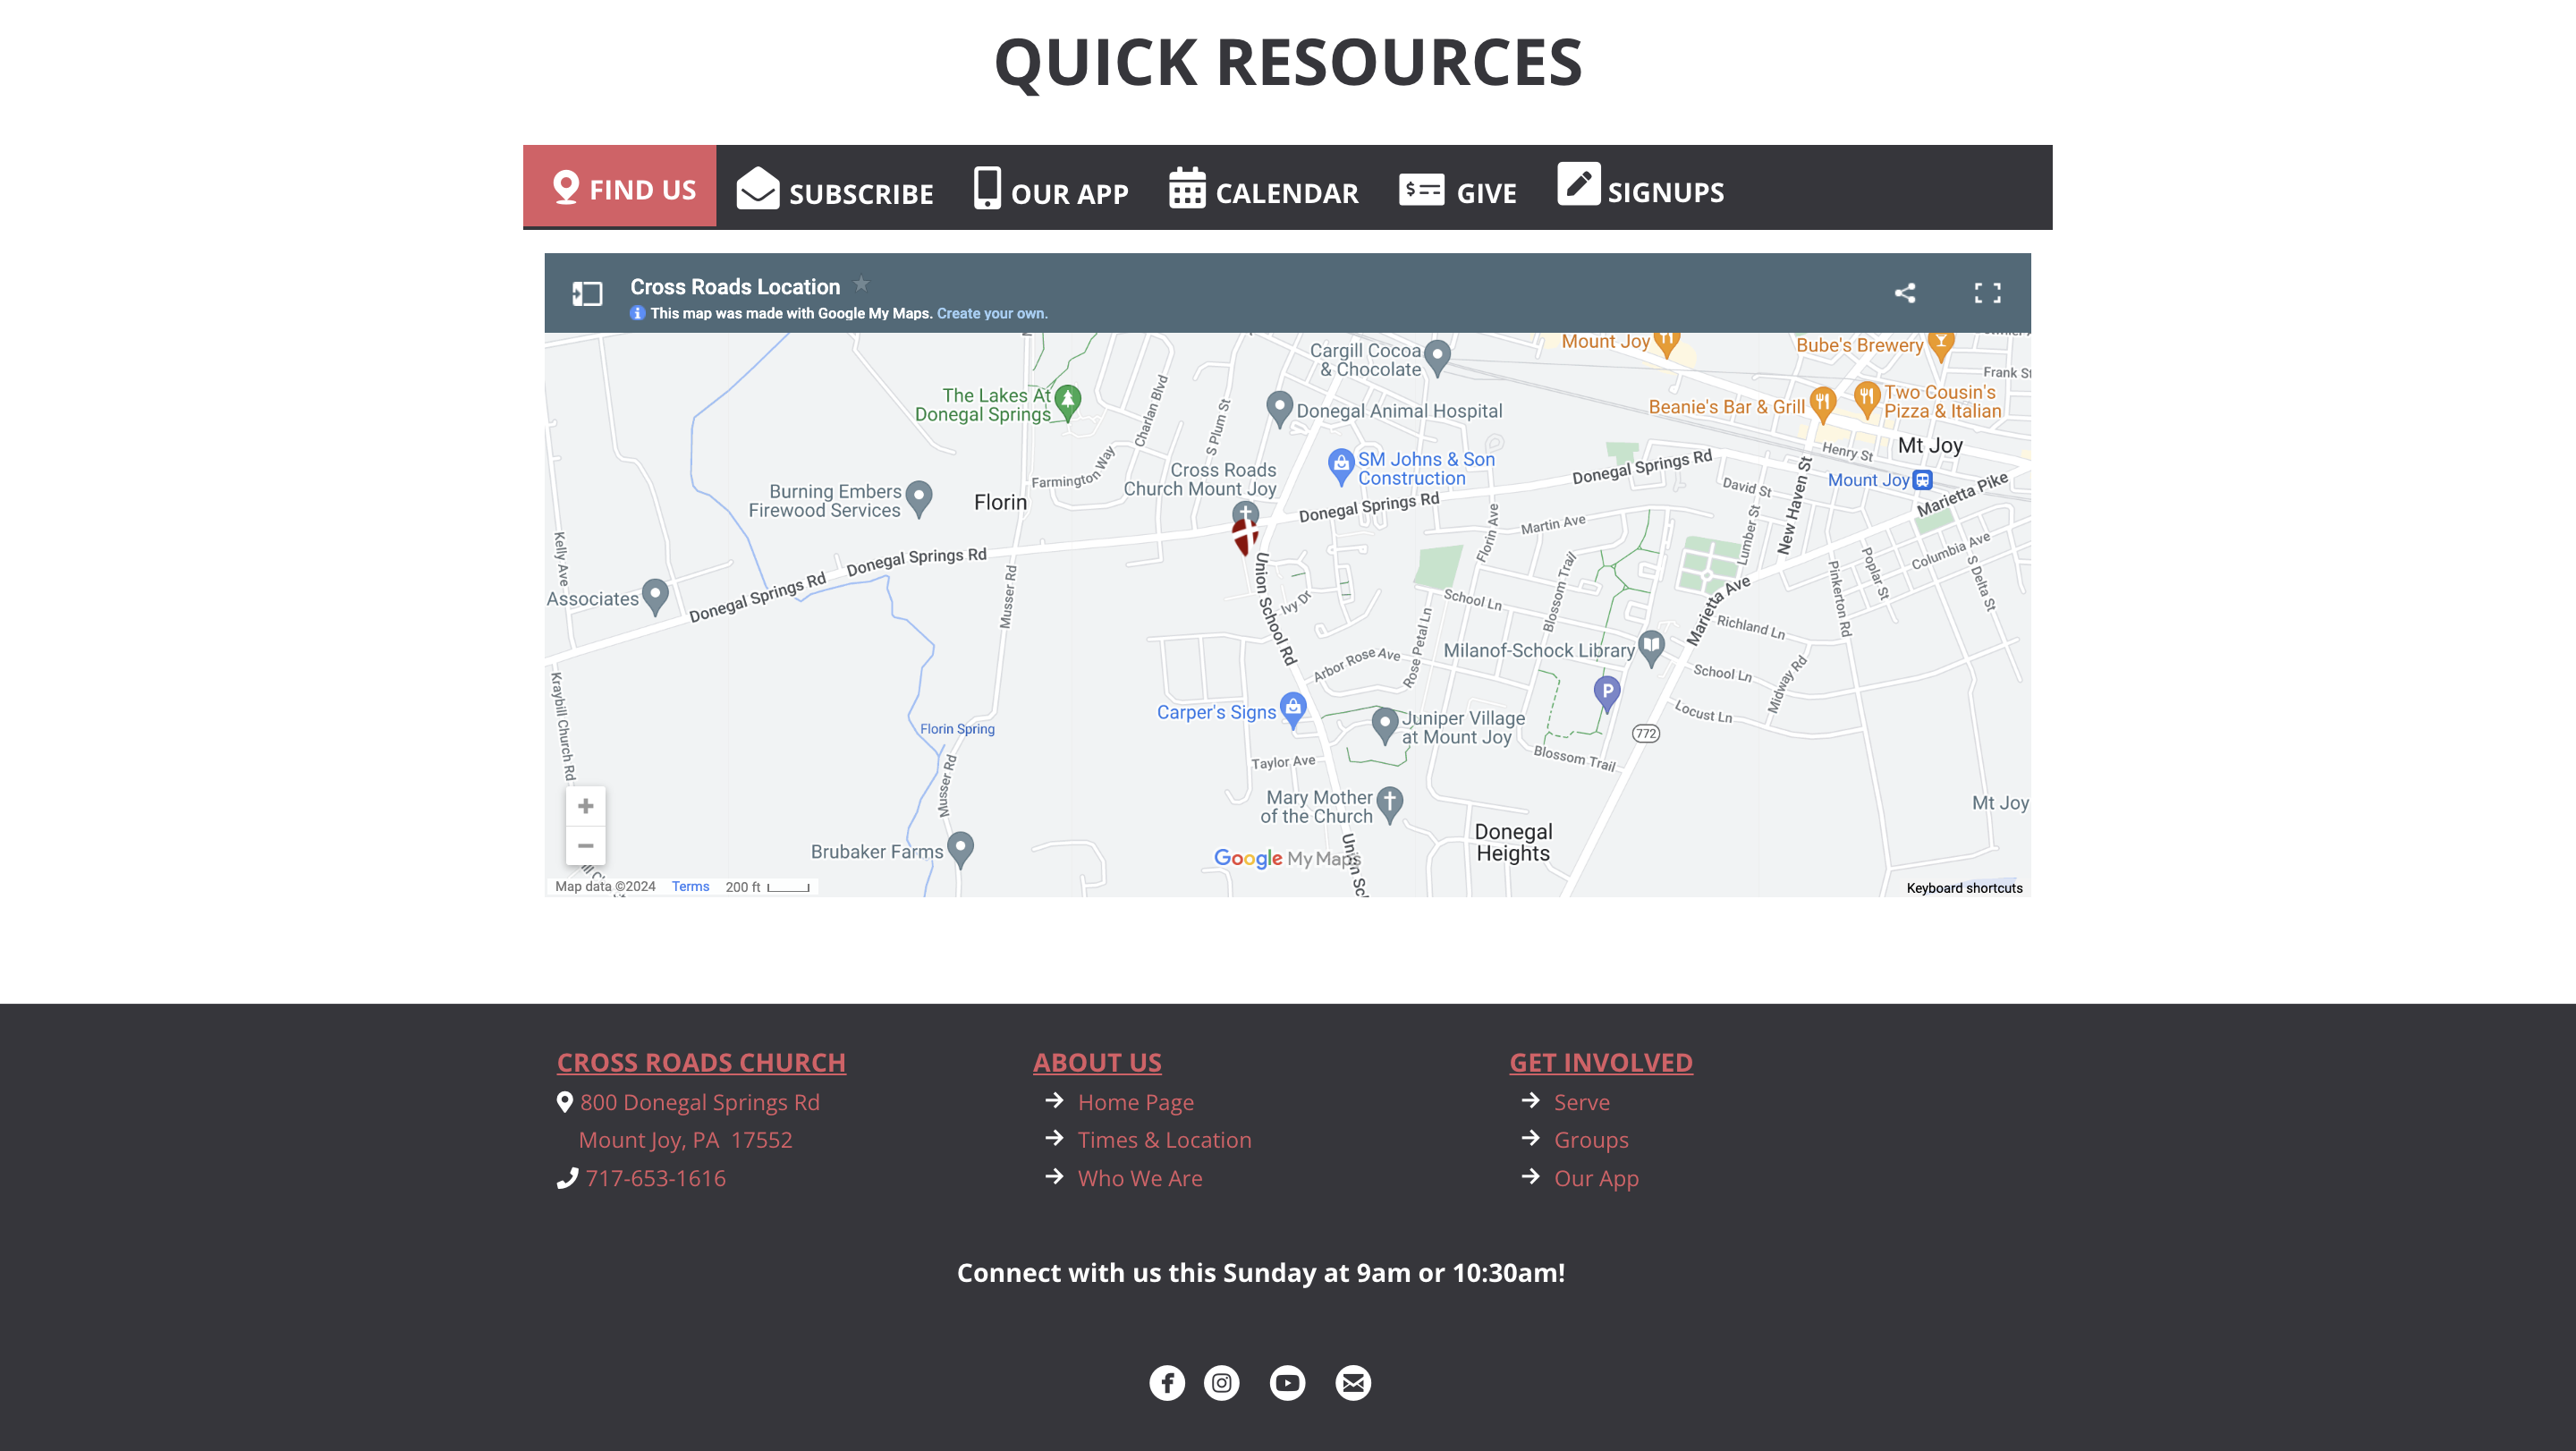 QUICK RESOURCES
FIND US
SUBSCRIBE
OUR APP
CALENDAR
GIVE
SIGNUPS
Cross Roads Location
This map was made with Google My Maps. Create your own.
Mount Joy
Bube's Brewery
Cargill Cocoa
& Chocolate
Frank St
The Lakes At
Donegal Springs
Charlan Blvd
S Plum St
Donegal Animal Hospital
Beanie's Bar & Grill
Two Cousin's
Pizza & Italian
Mt Joy
Henry St
Farmington Way
Cross Roads
Church Mount Joy
SM Johns & Son
Construction
Donegal Springs Rd
David St
Mount Joy
Marietta Pike
Burning Embers
Firewood Services
Florin
Donegal Springs Rd
Florin Ave
Martin Ave
Lumber St
New Haven St
Columbia Ave
Kelly Ave
Donegal Springs Rd
Donegal Springs Rd
Musser Rd
Union School Rd
Ivy Dr
School Ln
Blossom Trail
Marietta Ave
Pinkerton Rd
Poplar St
S Delta St
Associates
Richland Ln
Rose Petal Ln
Arbor Rose Ave
Milanof-Schock Library
School Ln
Midway Rd
Kraybill Church Rd
P
Carper's Signs
Juniper Village
at Mount Joy
Locust Ln
772
Florin Spring
Musser Rd
Taylor Ave
Blossom Trail
Mary Mother
of the Church
Mt Joy
Donegal
Heights
Brubaker Farms
Google My Maps
Map data ©2024
Terms
200 ft
Keyboard shortcuts
CROSS ROADS CHURCH
800 Donegal Springs Rd
Mount Joy, PA 17552
717-653-1616
ABOUT US
Home Page
Times & Location
Who We Are
GET INVOLVED
Serve
Groups
Our App
Connect with us this Sunday at 9am or 10:30am!